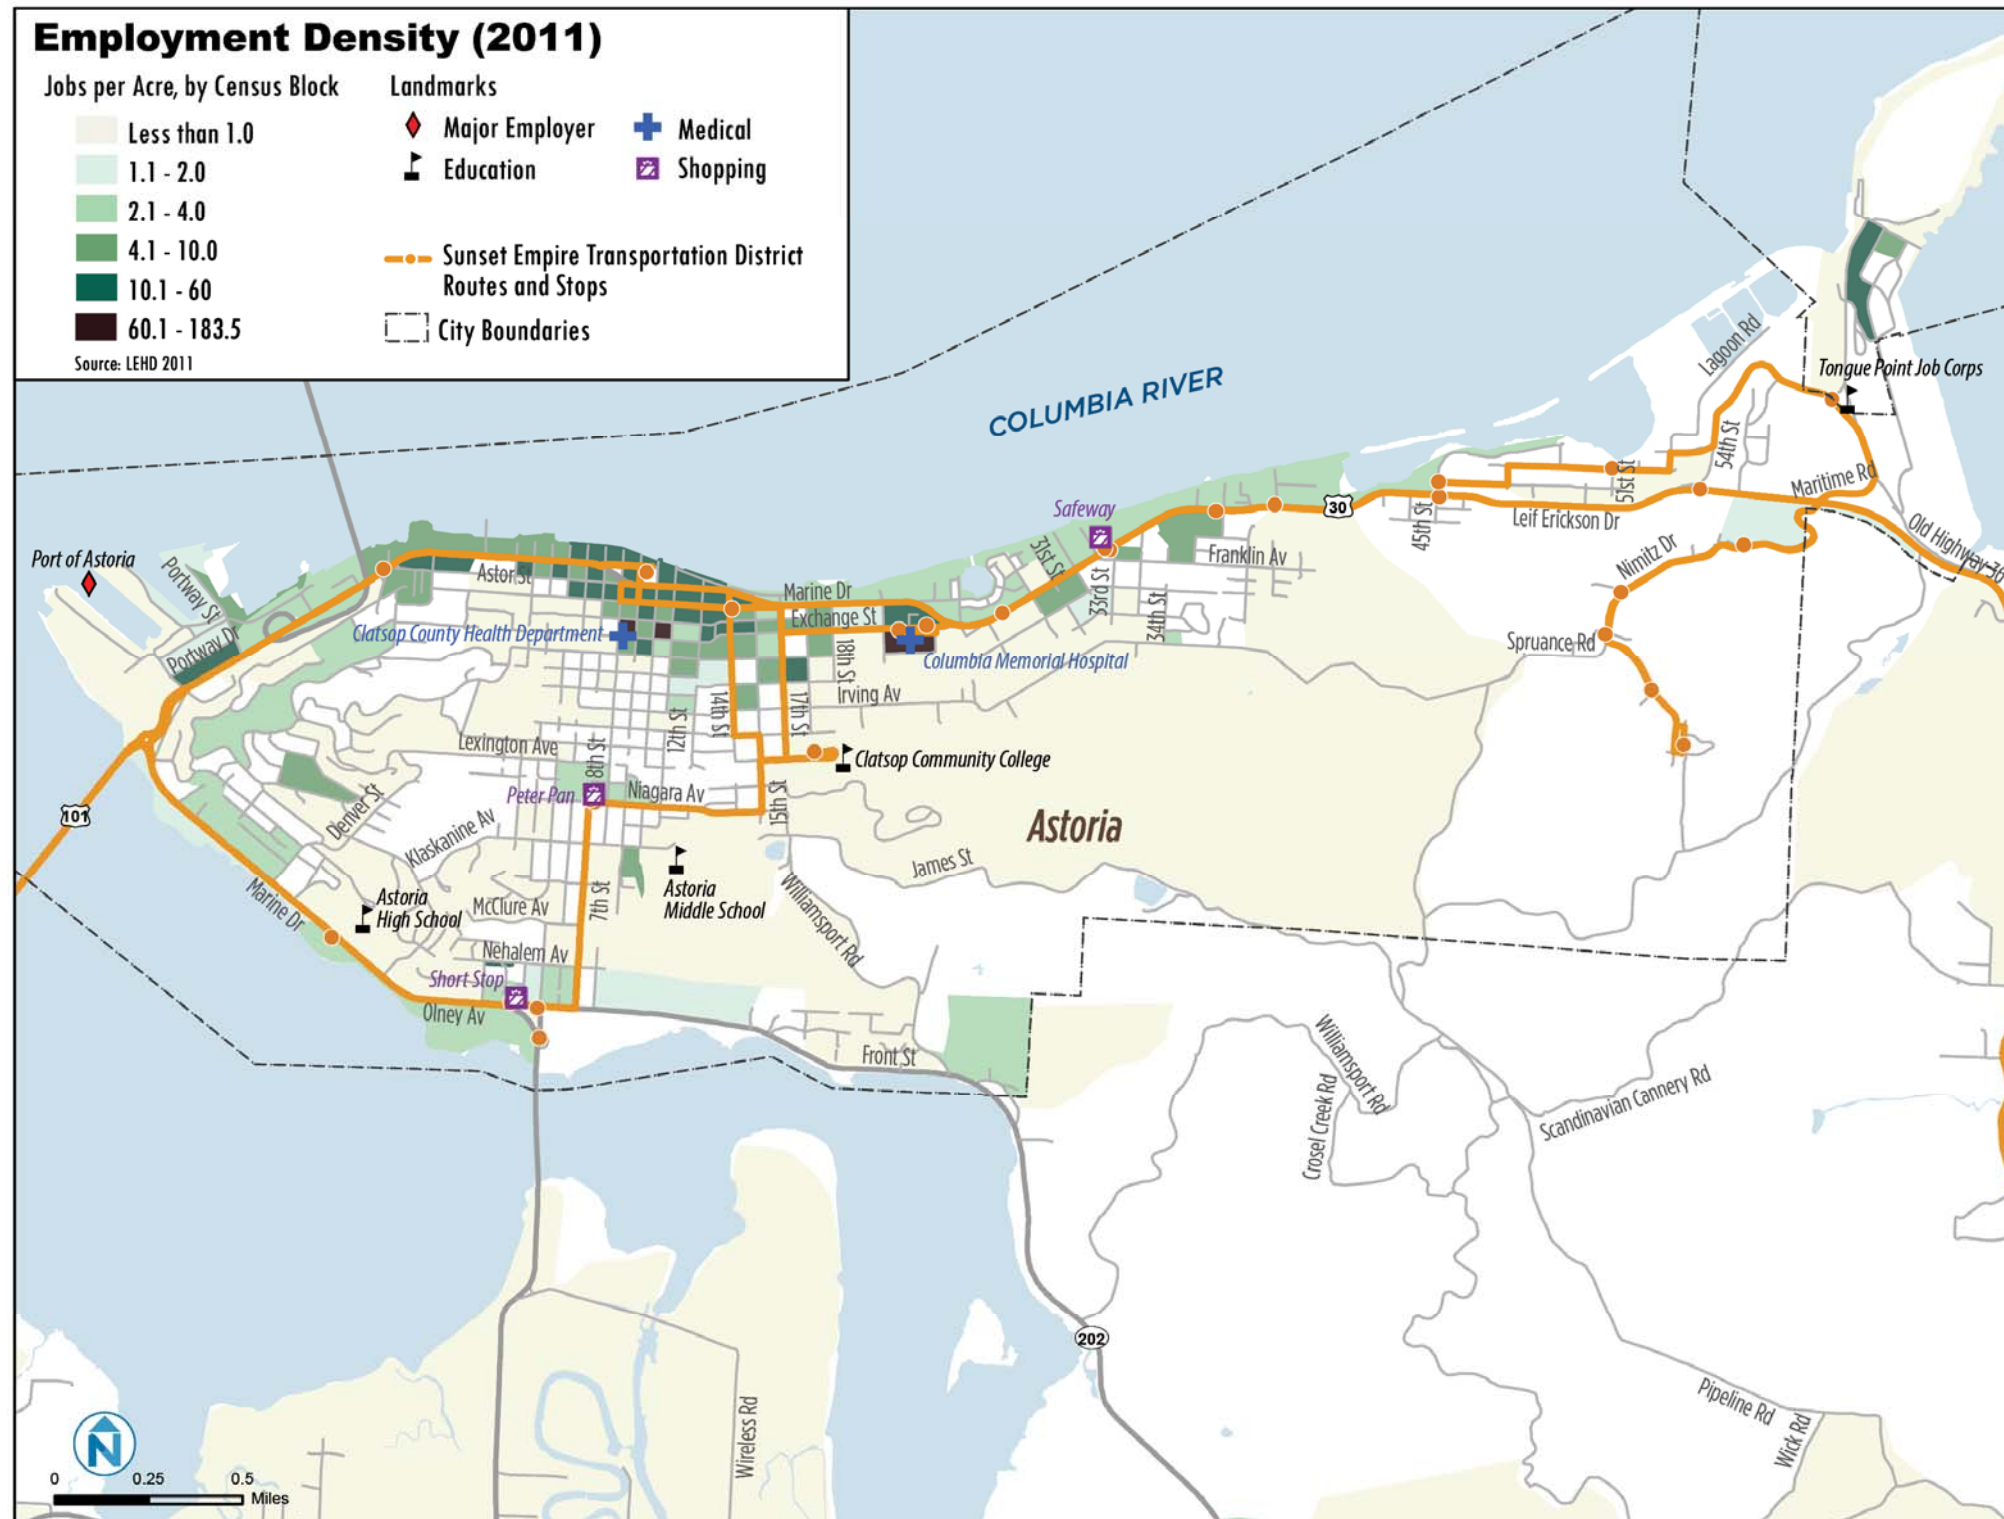 Employment Density (2011)
Jobs per Acre, by Census Block
Less than 1.0
1.1 - 2.0
2.1 - 4.0
4.1 - 10.0
10.1 - 60
60.1 - 183.5
Source: LEHD 2011
Landmarks
Major Employer
Education
Medical
Shopping
Sunset Empire Transportation District
Routes and Stops
City Boundaries
COLUMBIA RIVER
Lagoon Rd
Tongue Point Job Corps
54th St
51st St
Maritime Rd
Safeway
30
45th St
Leif Erickson Dr
Old Highway 30
Port of Astoria
Portway St
Astor St
31st St
Franklin Av
Nimitz Dr
Marine Dr
33rd St
34th St
Exchange St
Clatsop County Health Department
Portway Dr
18th St
Columbia Memorial Hospital
Spruance Rd
Irving Av
14th St
17th St
12th St
Lexington Ave
8th St
Clatsop Community College
Peter Pan
Niagara Av
15th St
101
Denver St
Klaskanine Av
Astoria
James St
Astoria
Middle School
Astoria
High School
McClure Av
7th St
Marine Dr
Williamsport Rd
Nehalem Av
Short Stop
Olney Av
Front St
Williamsport Rd
Crosel Creek Rd
Scandinavian Cannery Rd
202
Pipeline Rd
Wick Rd
Wireless Rd
N
0 0.25 0.5
Miles